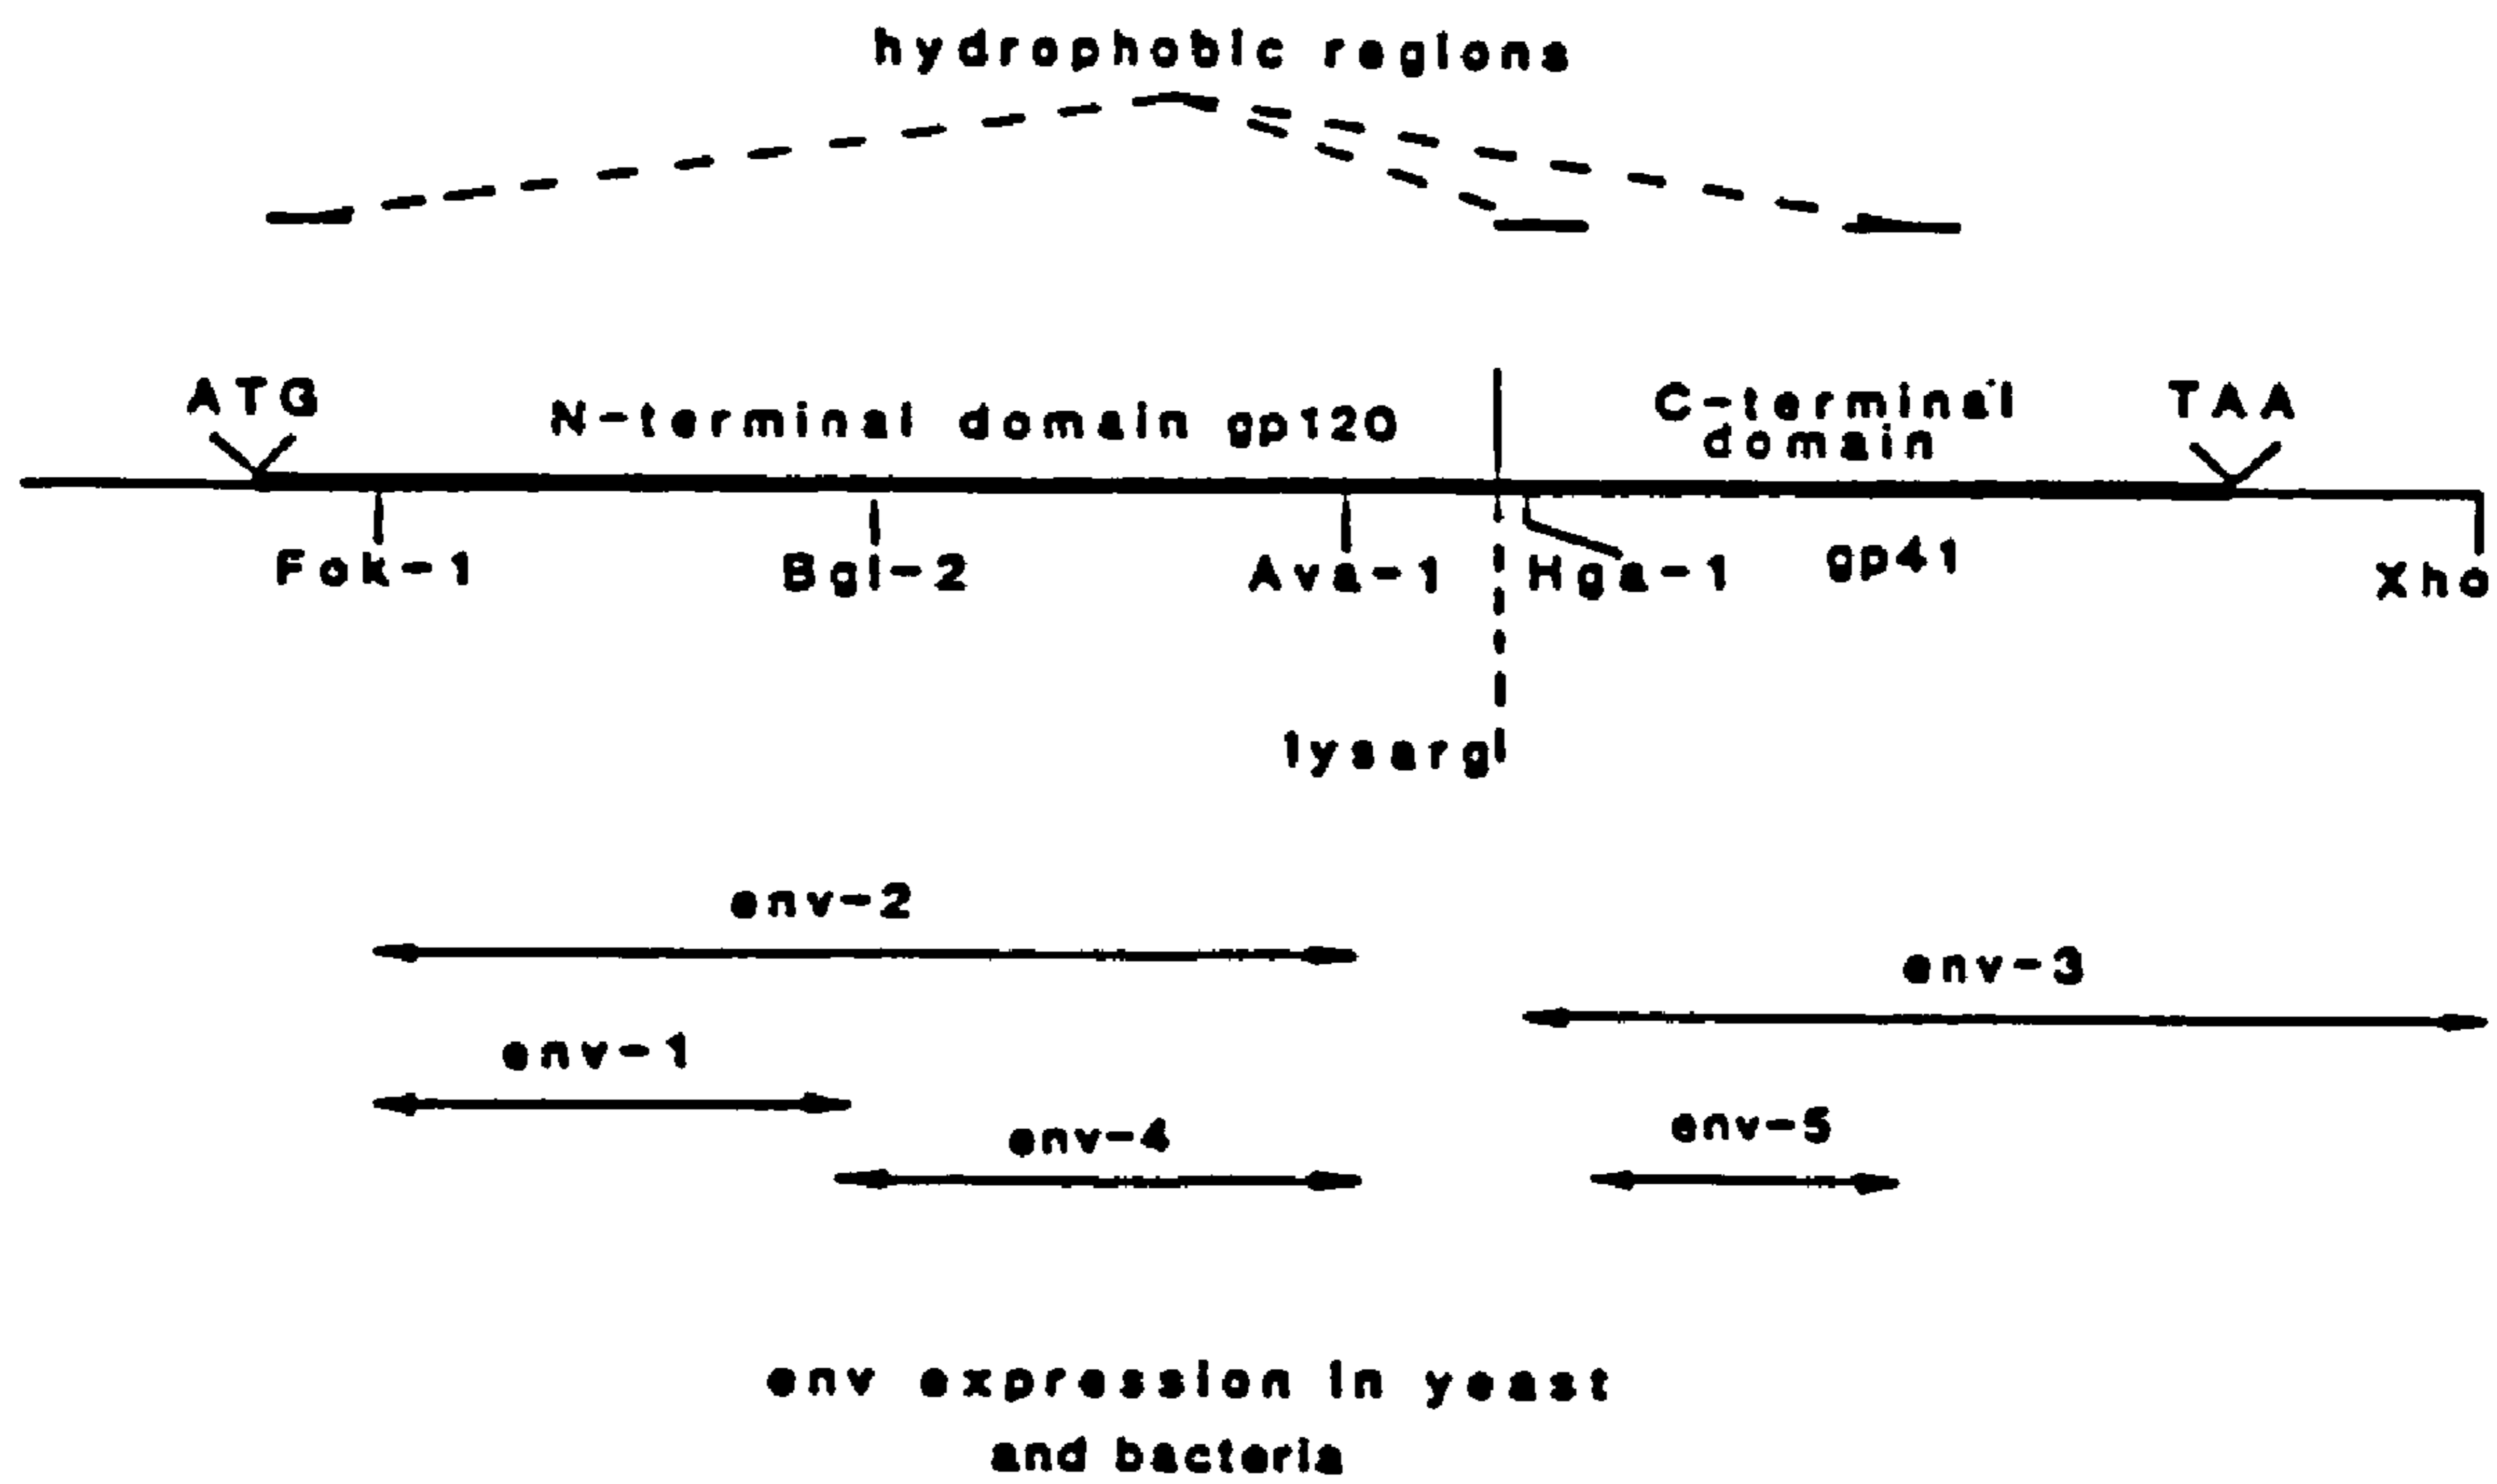 hydrophobic regions
ATG
N-terminal domain gp120
C-terminal
domain
TAA
Fok-1
Bgl-2
Ava-1
Hga-1
gp41
Xho
lysarg
env-2
env-3
env-1
env-4
env-5
env expression in yeast
and bacteria